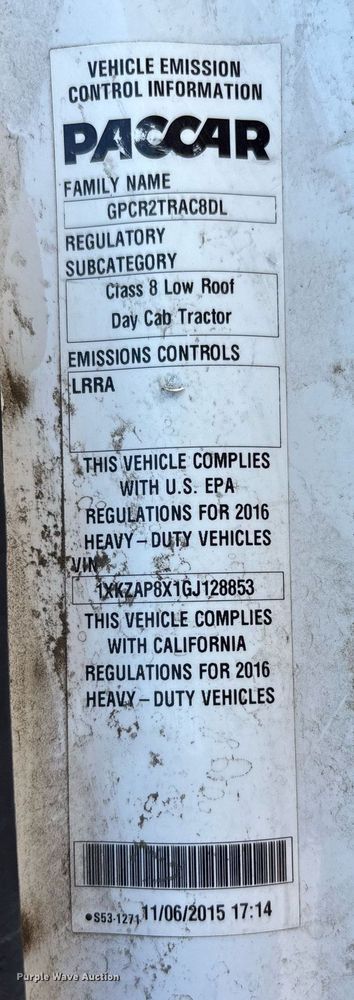 VEHICLE EMISSION
CONTROL INFORMATION
PACCAR
FAMILY NAME
GPCR2TRAC8DL
REGULATORY
SUBCATEGORY
Class 8 Low Roof
Day Cab Tractor
EMISSIONS CONTROLS
LRRA
THIS VEHICLE COMPLIES
WITH U.S. EPA
REGULATIONS FOR 2016
HEAVY-DUTY VEHICLES
VIN
1XKZAP8X1GJ128853
THIS VEHICLE COMPLIES
WITH CALIFORNIA
REGULATIONS FOR 2016
HEAVY-DUTY VEHICLES
●S53-1271 11/06/2015 17:14
Purple Wave Auction